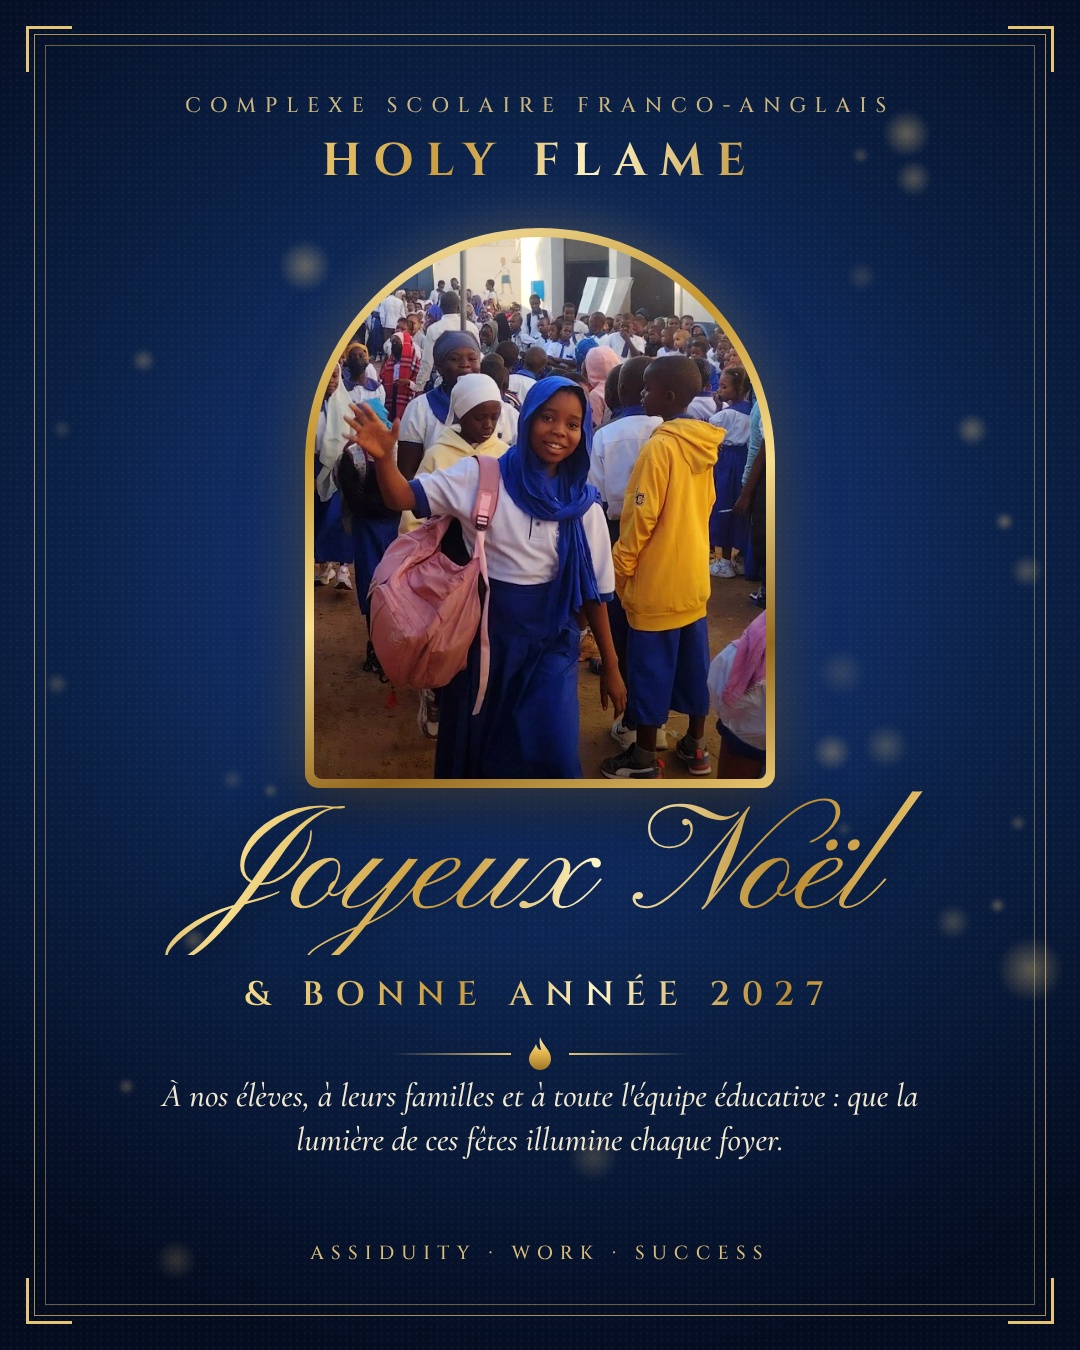 COMPLEXE SCOLAIRE FRANCO-ANGLAIS
HOLY FLAME
Joyeux Noël
& BONNE ANNÉE 2027
À nos élèves, à leurs familles et à toute l'équipe éducative : que la
lumière de ces fêtes illumine chaque foyer.
ASSIDUITY · WORK · SUCCESS